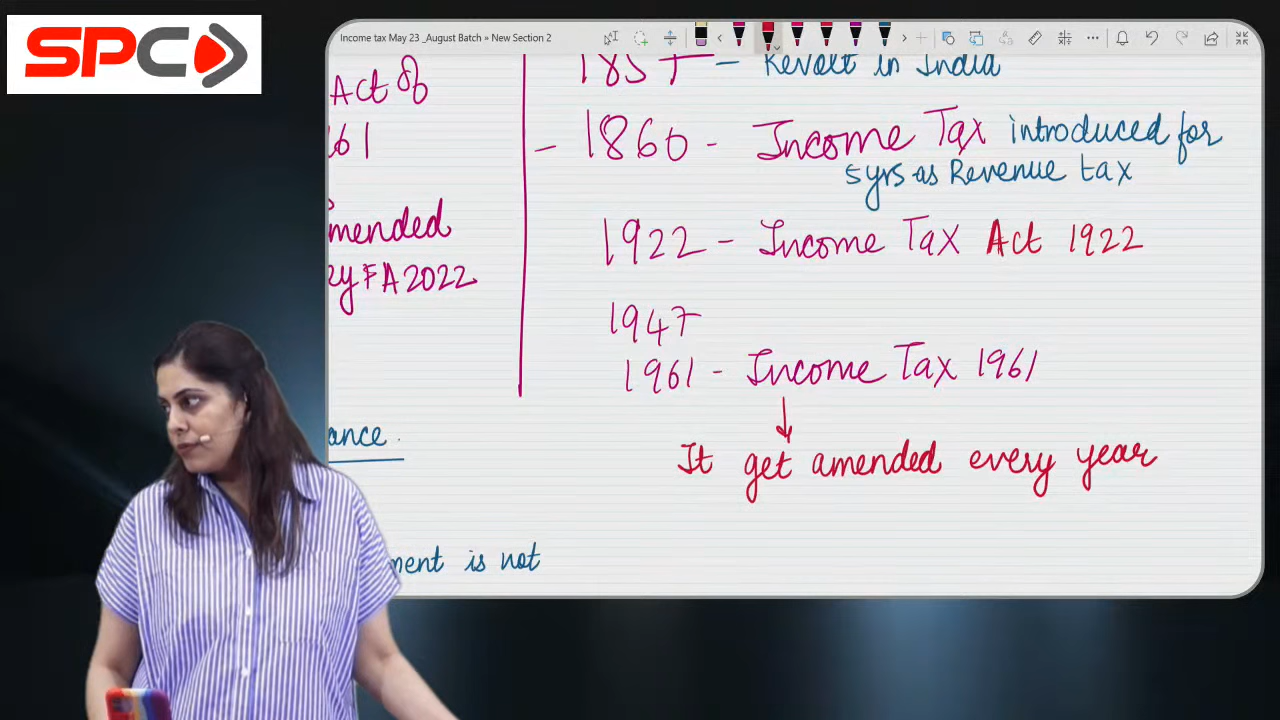 SPC
Income tax May 23 _August Batch » New Section 2
Act of
61
mended
FA 2022
ance.
ment is not
1857 - Revolt in India
- 1860 - Income Tax introduced for
5yrs as Revenue tax
1922 - Income Tax Act 1922
1947
1961 - Income Tax 1961
It get amended every year